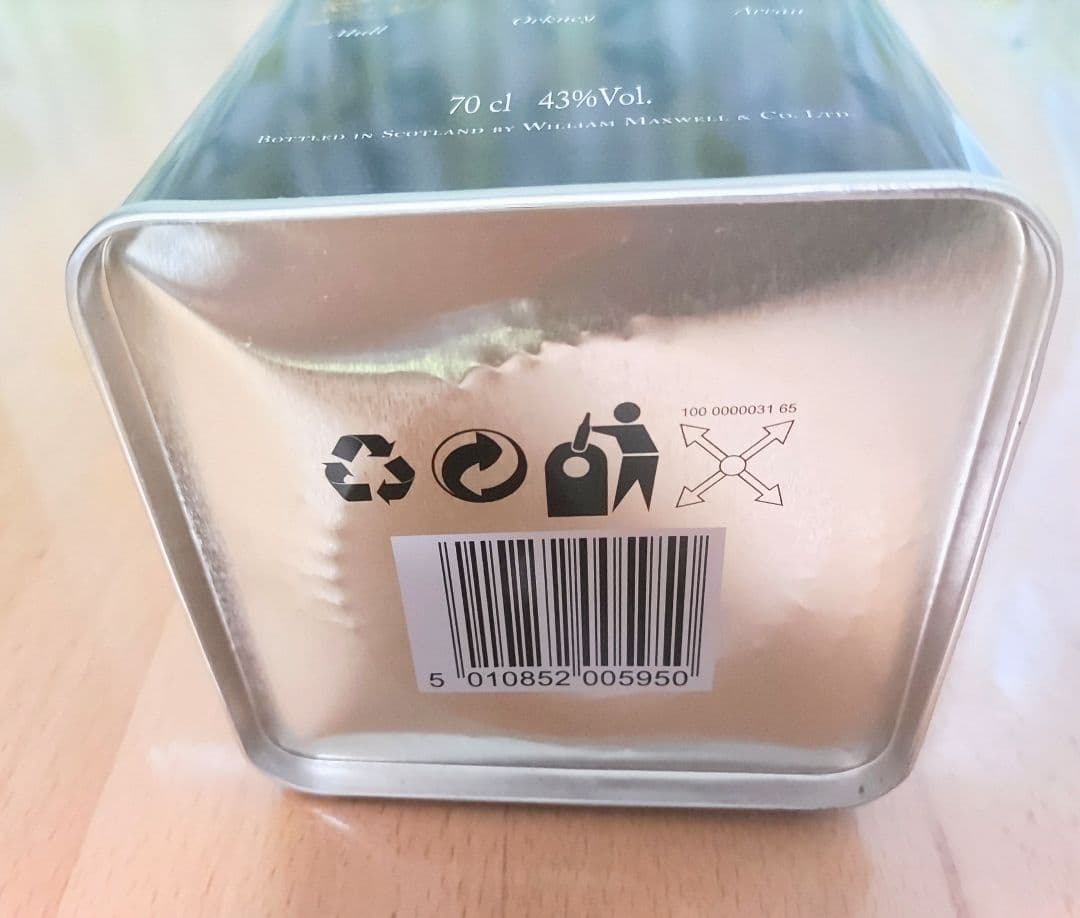 Mull Orkney Arran
70 cl 43%Vol.
BOTTLED IN SCOTLAND BY WILLIAM MAXWELL & CO. LTD
100 0000031 65
5 010852 005950